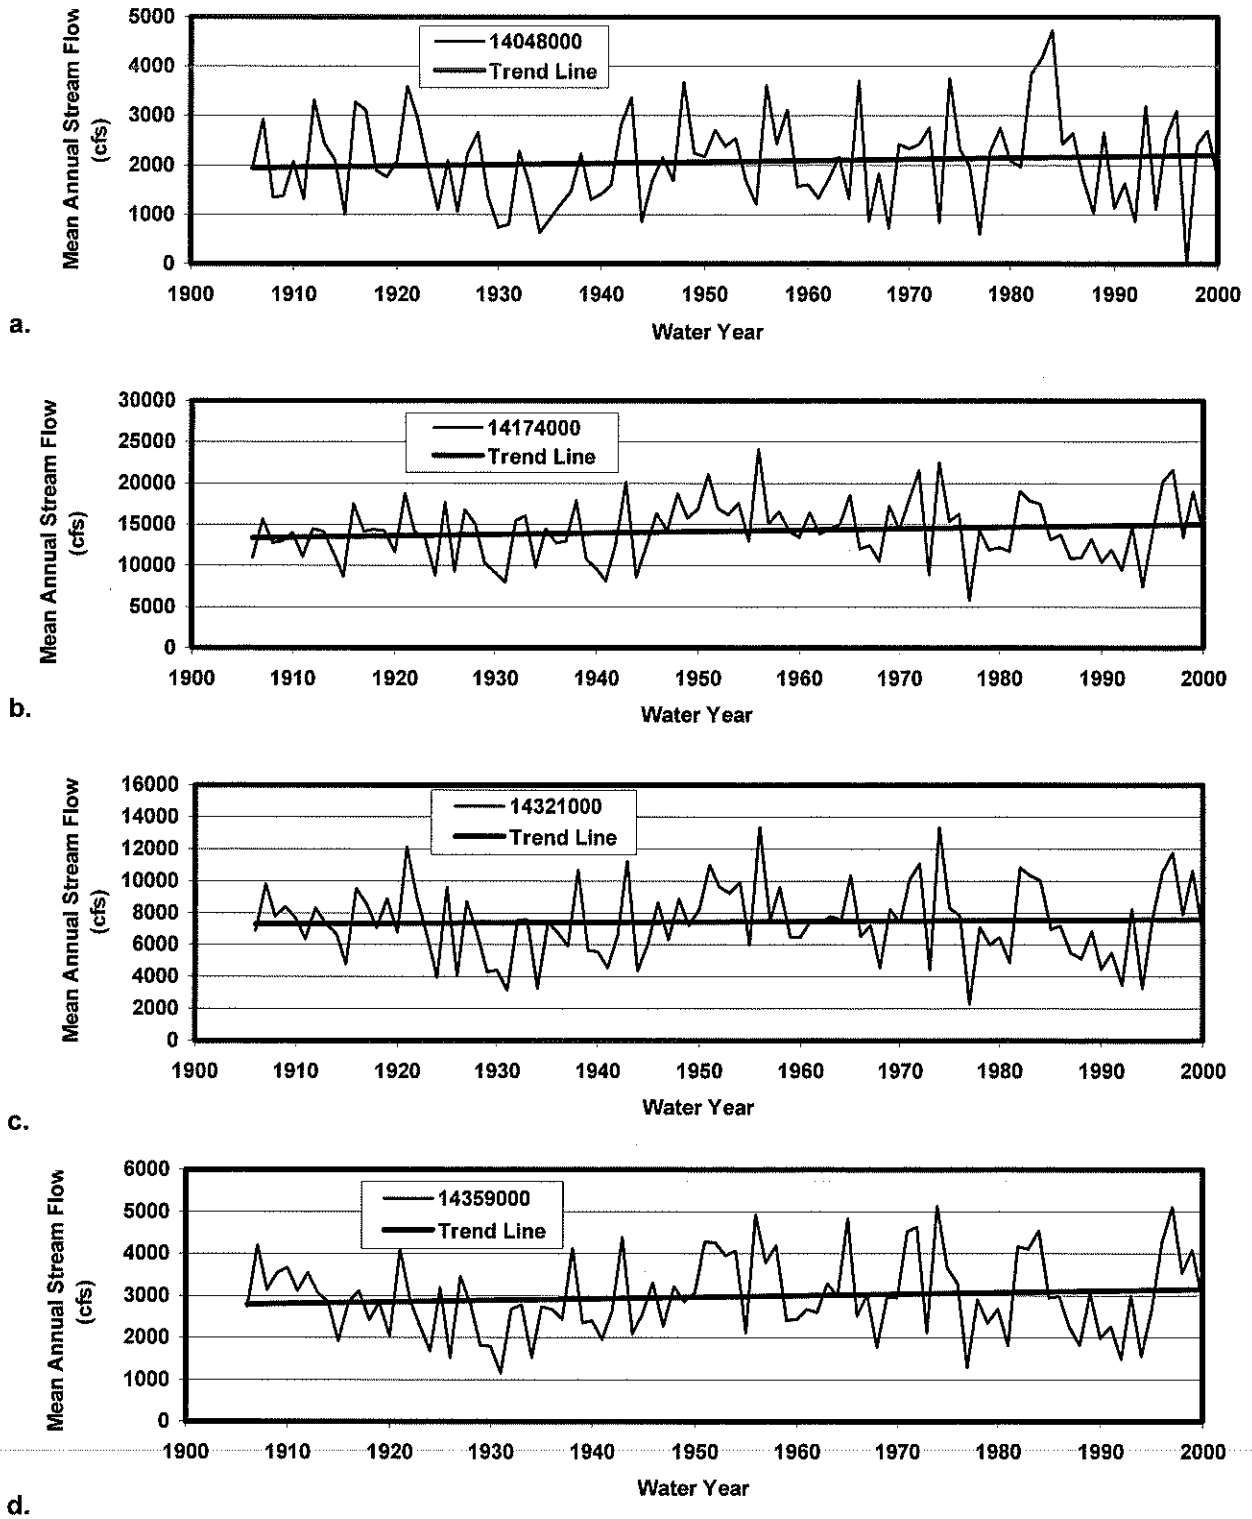 5000
4000
3000
2000
1000
0
Mean Annual Stream Flow
(cfs)
14048000
Trend Line
1900 1910 1920 1930 1940 1950 1960 1970 1980 1990 2000
Water Year
a.
30000
25000
20000
15000
10000
5000
0
Mean Annual Stream Flow
(cfs)
14174000
Trend Line
1900 1910 1920 1930 1940 1950 1960 1970 1980 1990 2000
Water Year
b.
16000
14000
12000
10000
8000
6000
4000
2000
0
Mean Annual Stream Flow
(cfs)
14321000
Trend Line
1900 1910 1920 1930 1940 1950 1960 1970 1980 1990 2000
Water Year
c.
6000
5000
4000
3000
2000
1000
0
Mean Annual Stream Flow
(cfs)
14359000
Trend Line
1900 1910 1920 1930 1940 1950 1960 1970 1980 1990 2000
Water Year
d.